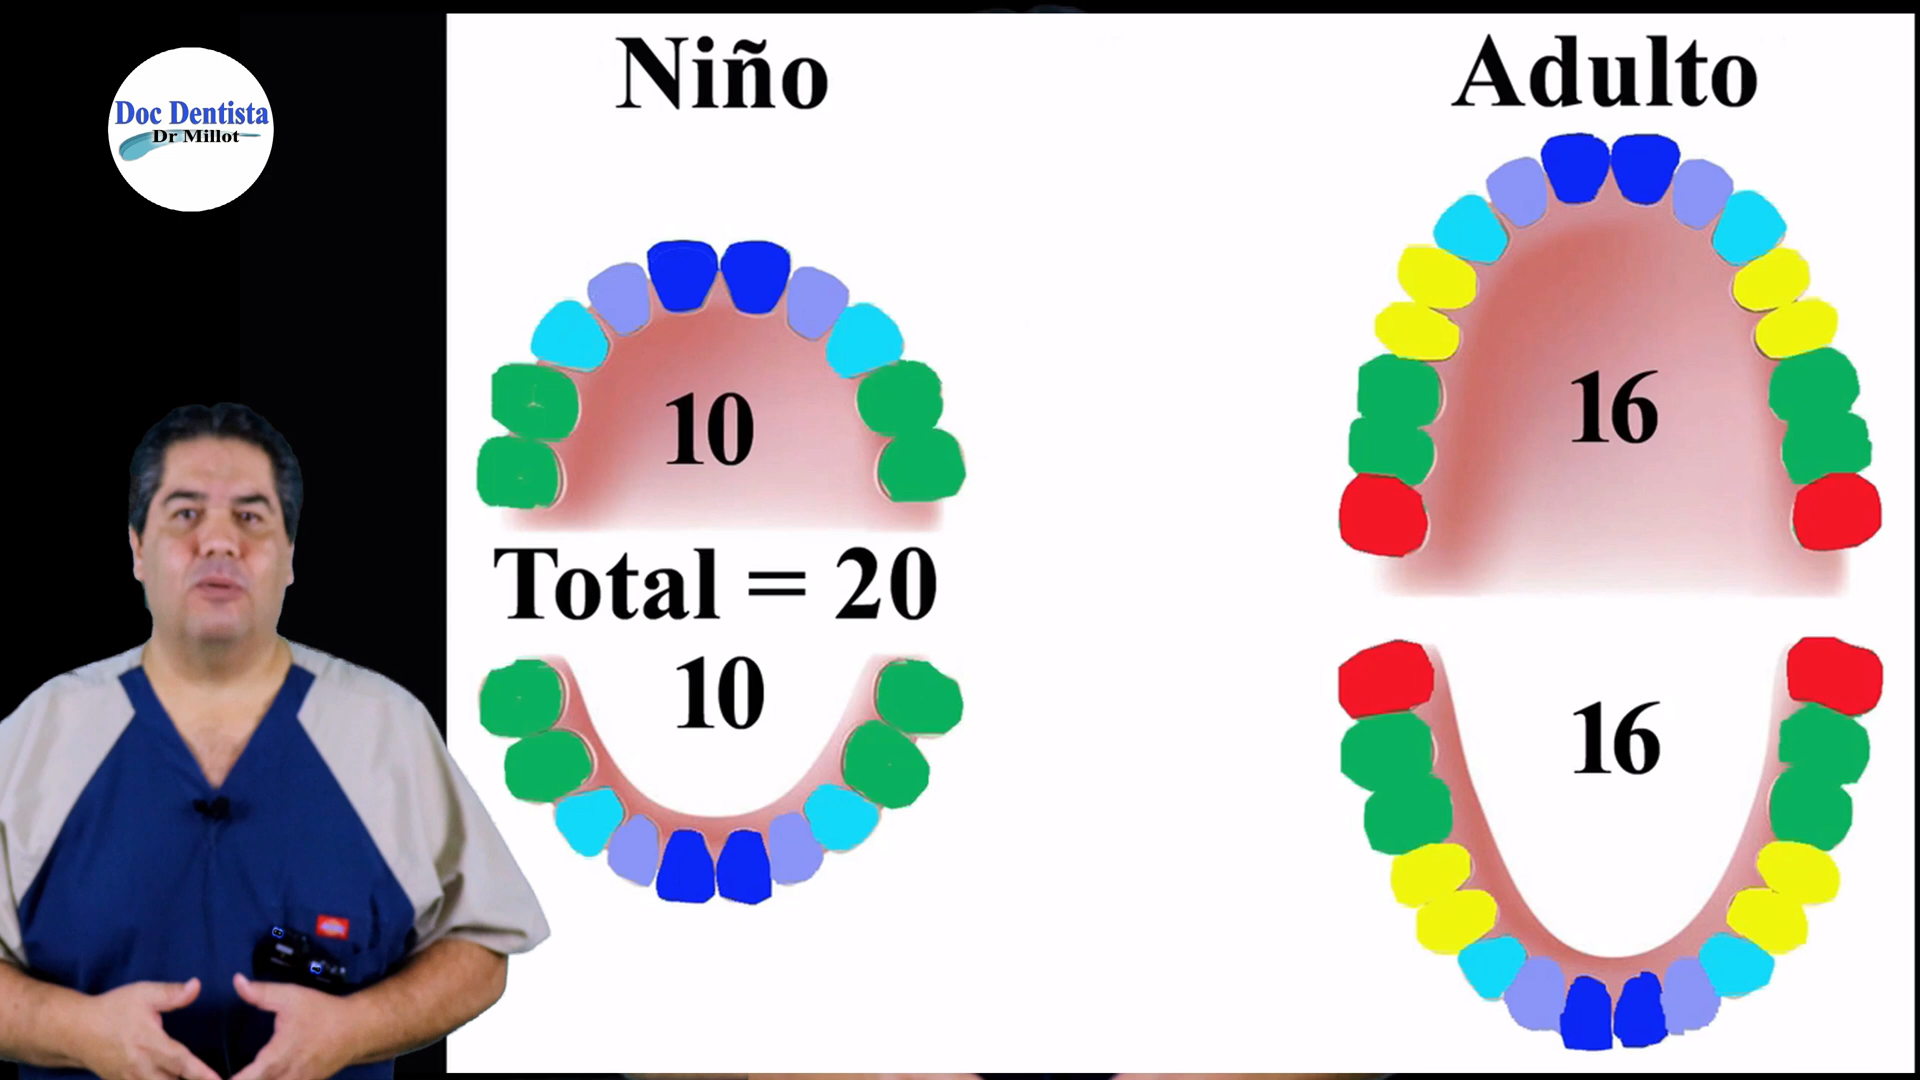 Doc Dentista
Dr Millot
Niño
10
Total = 20
10
Adulto
16
16